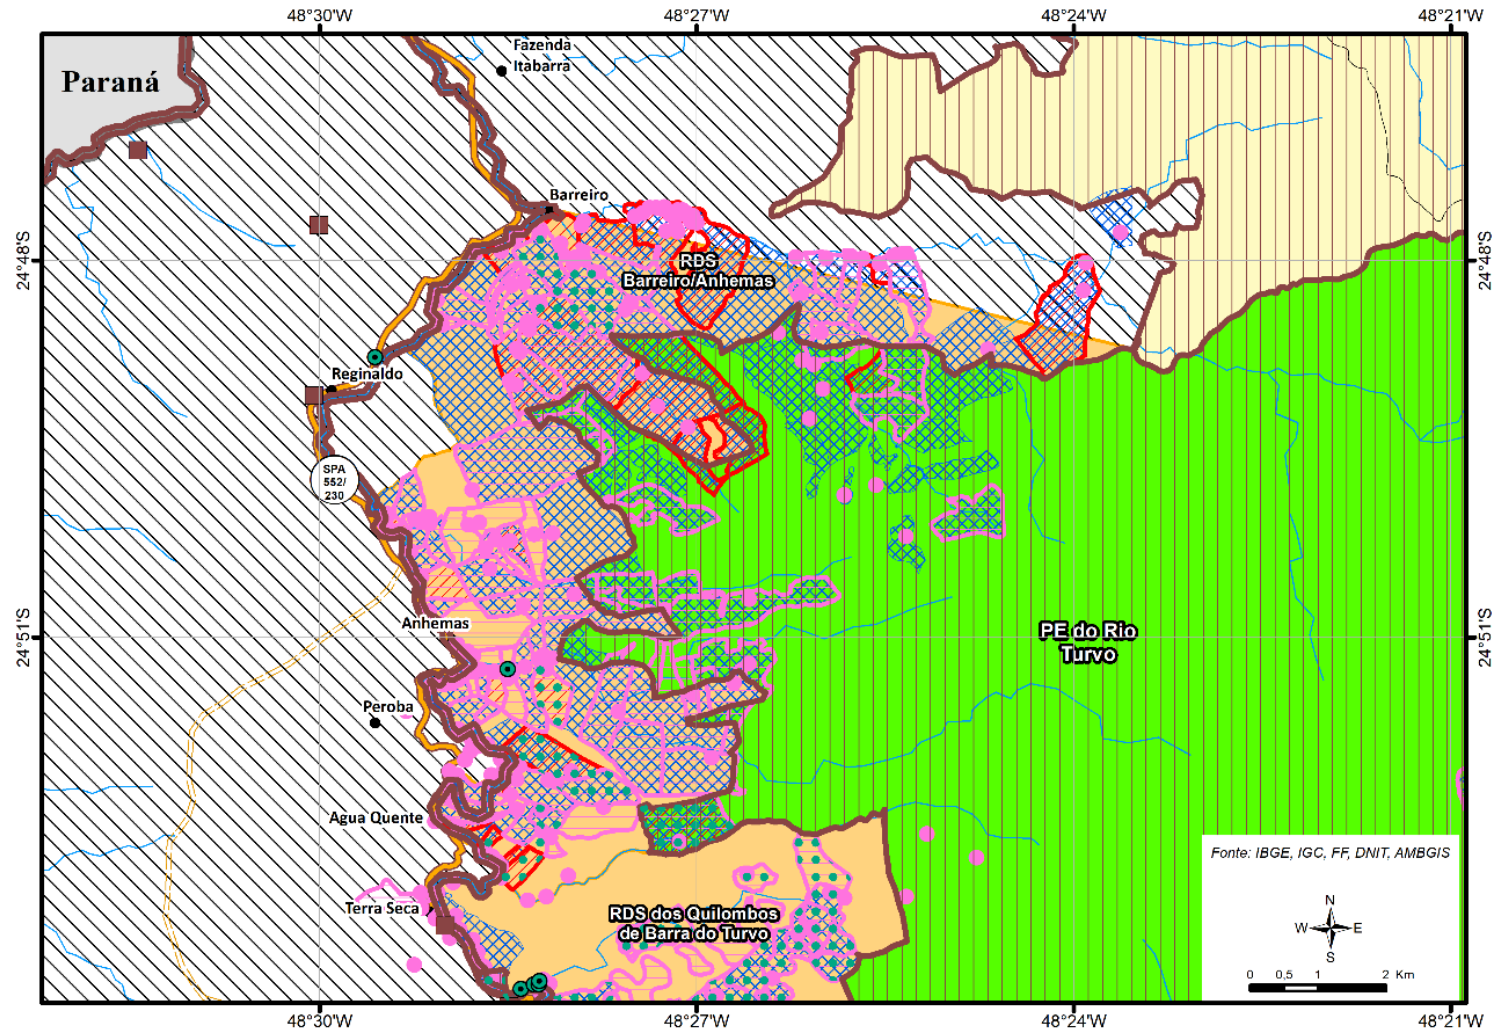 48°30'W
48°27'W
48°24'W
48°21'W
Paraná
Fazenda
Itabarra
Barreiro
24°48'S
24°48'S
RDS
Barreiro/Anhemas
Reginaldo
SPA
552/
230
Anhemas
24°51'S
24°51'S
PE do Rio
Turvo
Peroba
Agua Quente
Fonte: IBGE, IGC, FF, DNIT, AMBGIS
Terra Seca
RDS dos Quilombos
de Barra do Turvo
N
W
E
S
0 0,5 1 2 Km
48°30'W
48°27'W
48°24'W
48°21'W